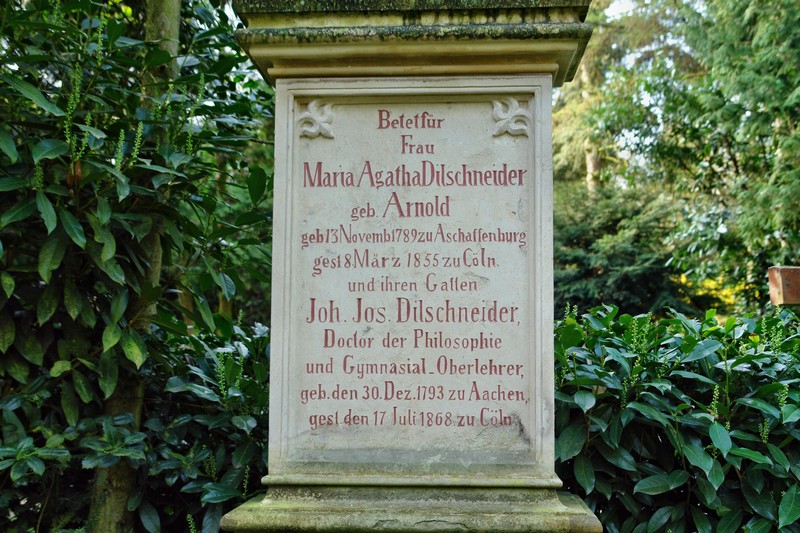 Betet für
Frau
Maria Agatha Dilschneider
geb. Arnold
geb 13 Novemb 1789 zu Aschaffenburg
gest 8. März 1855 zu Cöln.
und ihren Gatten
Joh. Jos. Dilschneider,
Doctor der Philosophie
und Gymnasial-Oberlehrer,
geb. den 30. Dez. 1793 zu Aachen,
gest den 17 Juli 1868 zu Cöln.